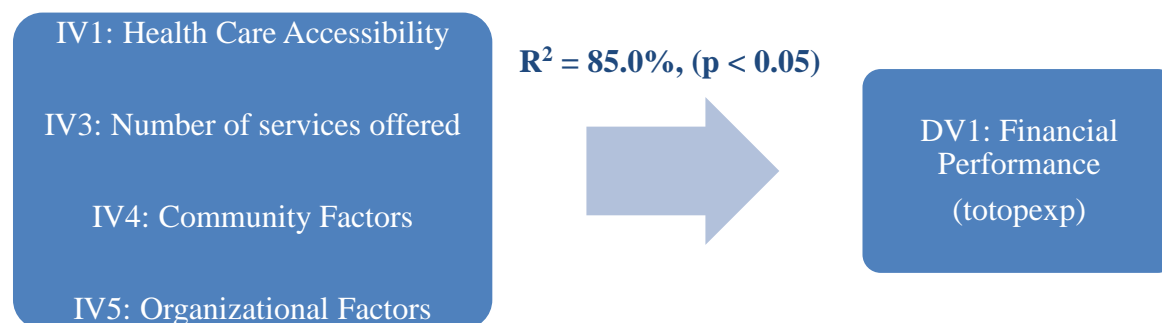 IV1: Health Care Accessibility
IV3: Number of services offered
IV4: Community Factors
IV5: Organizational Factors
R² = 85.0%, (p < 0.05)
DV1: Financial
Performance
(totopexp)